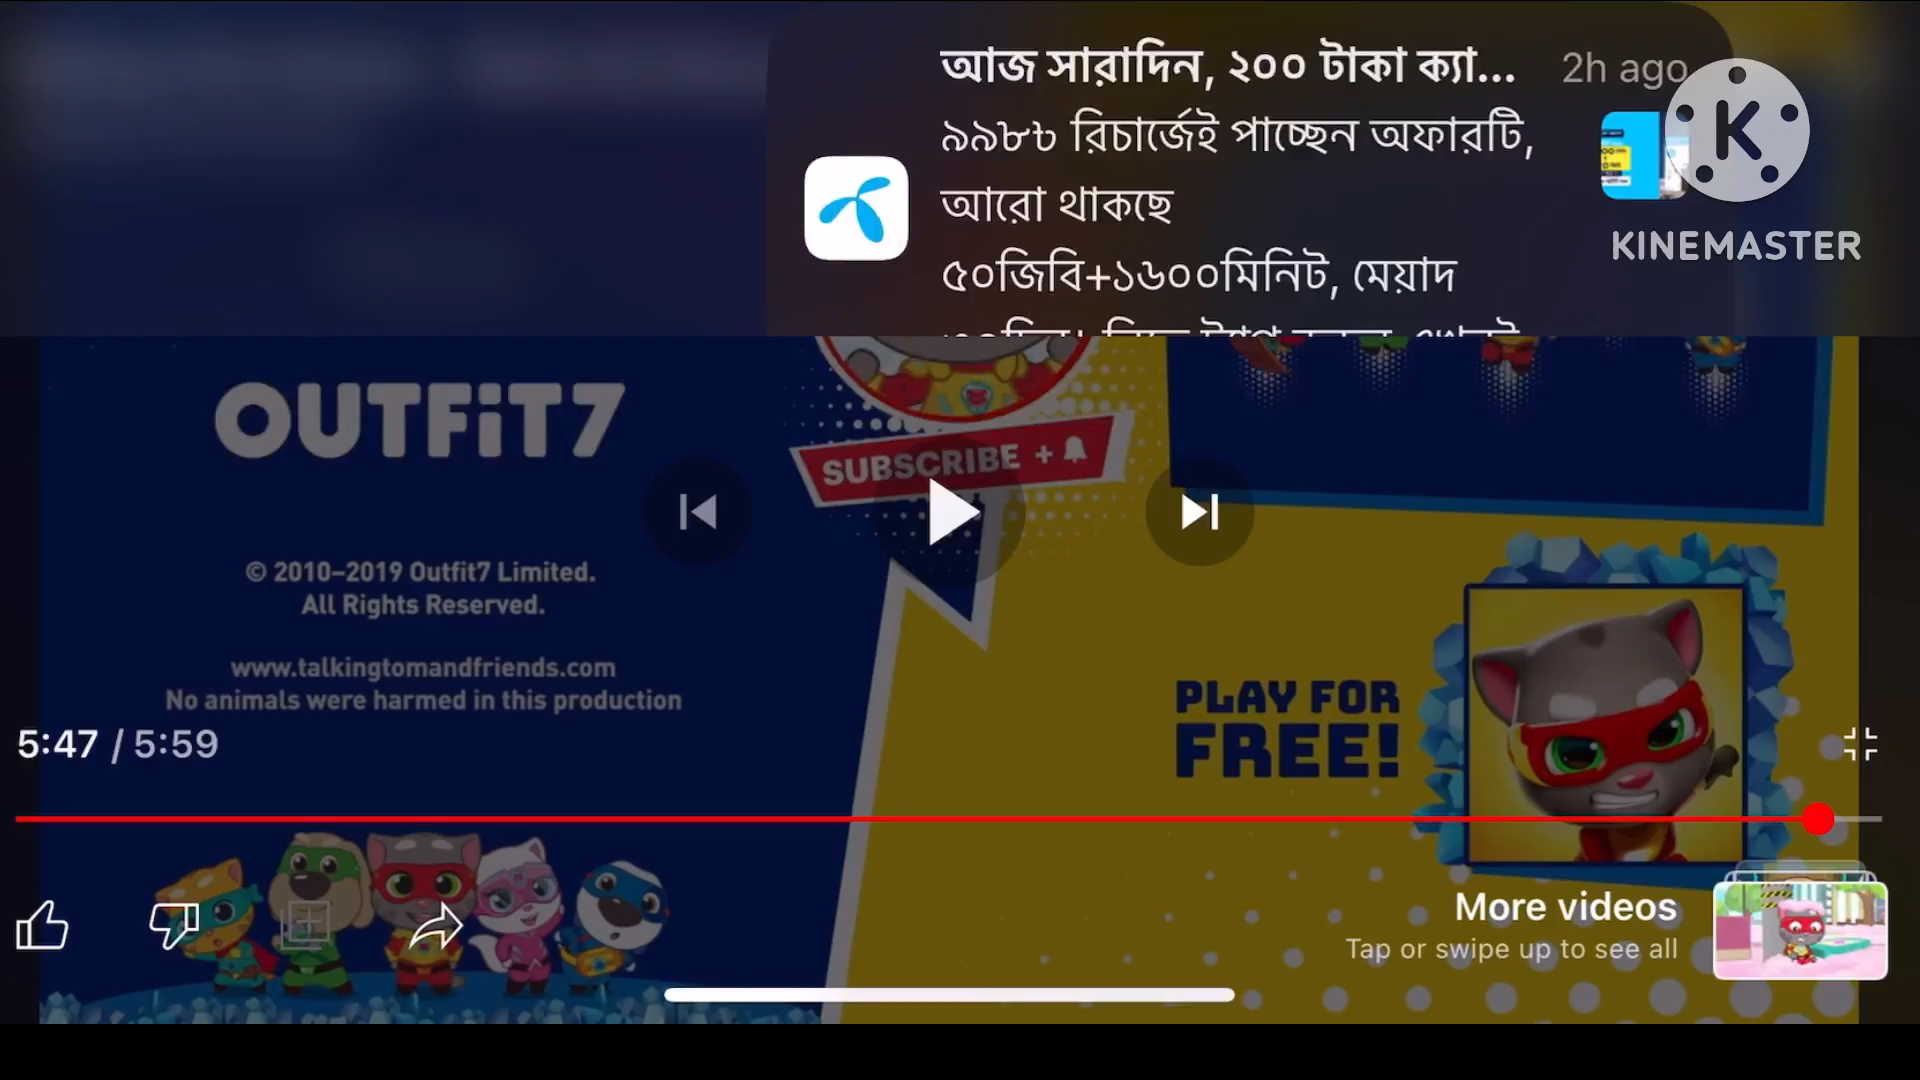 আজ সারাদিন, ২০০ টাকা ক্যা...
2h ago
৯৯৮৳ রিচার্জেই পাচ্ছেন অফারটি,
আরো থাকছে
৫০জিবি+১৬০০মিনিট, মেয়াদ
K
KINEMASTER
OUTFiT7
SUBSCRIBE +
© 2010–2019 Outfit7 Limited.
All Rights Reserved.
www.talkingtomandfriends.com
No animals were harmed in this production
PLAY FOR
FREE!
5:47 / 5:59
More videos
Tap or swipe up to see all